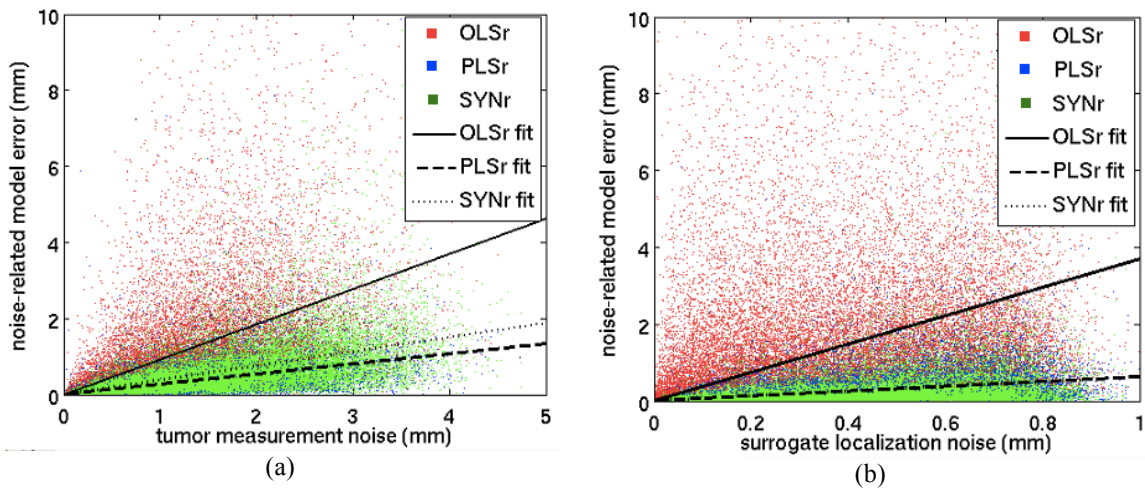 10
8
6
4
2
0
noise-related model error (mm)
OLSr
PLSr
SYNr
OLSr fit
PLSr fit
SYNr fit
0 1 2 3 4 5
tumor measurement noise (mm)
(a)
10
8
6
4
2
0
noise-related model error (mm)
OLSr
PLSr
SYNr
OLSr fit
PLSr fit
SYNr fit
0 0.2 0.4 0.6 0.8 1
surrogate localization noise (mm)
(b)